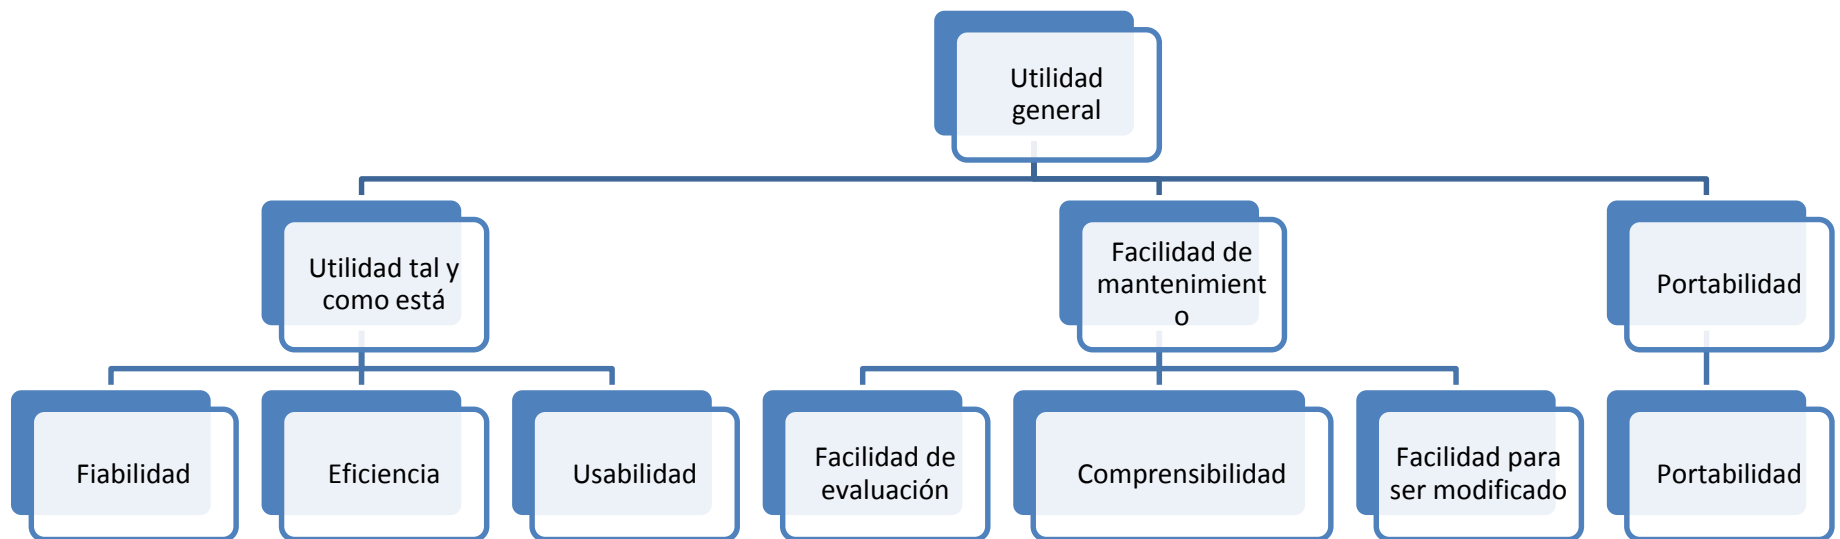 Utilidad
general
Utilidad tal y
como está
Facilidad de
mantenimient
o
Portabilidad
Fiabilidad
Eficiencia
Usabilidad
Facilidad de
evaluación
Comprensibilidad
Facilidad para
ser modificado
Portabilidad